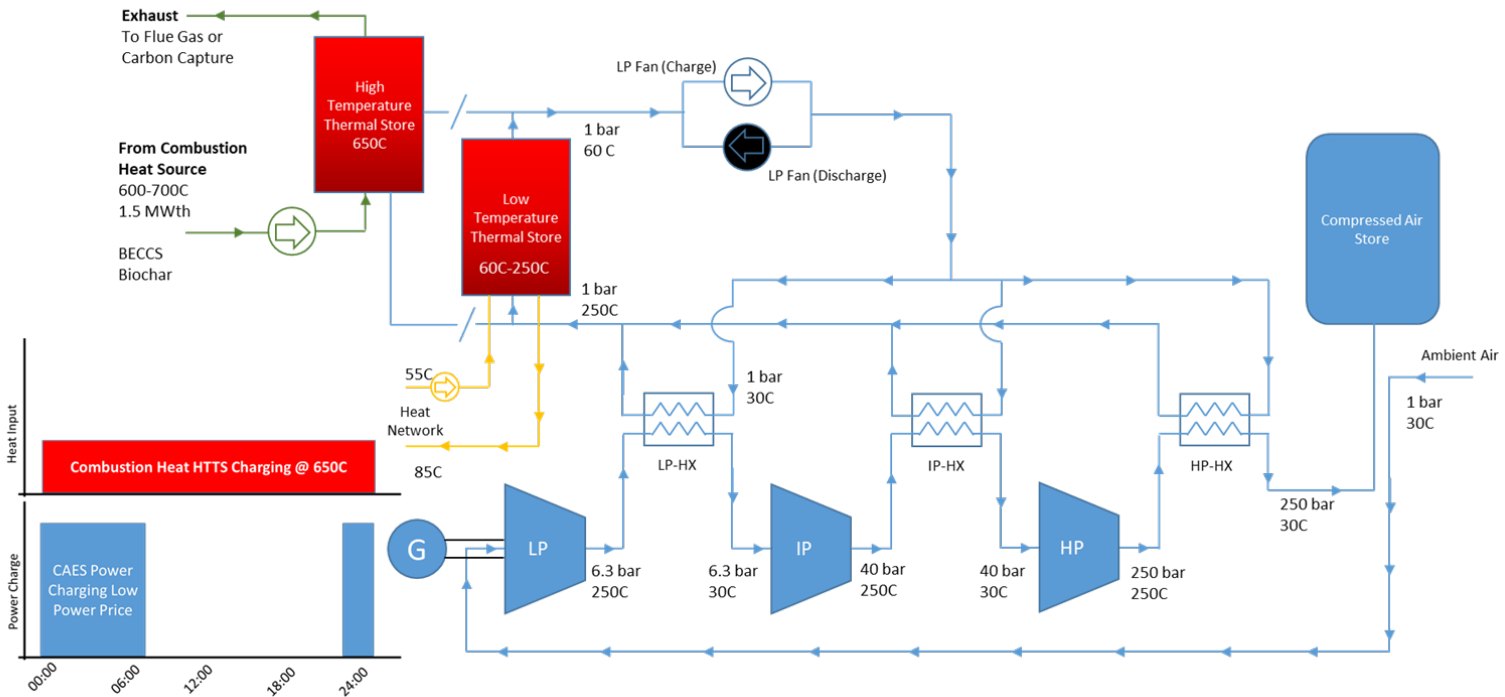 Exhaust
To Flue Gas or
Carbon Capture
High
Temperature
Thermal Store
650C
From Combustion
Heat Source
600-700C
1.5 MWth
BECCS
Biochar
LP Fan (Charge)
1 bar
60 C
LP Fan (Discharge)
Low
Temperature
Thermal Store
60C-250C
Compressed Air
Store
1 bar
250C
Ambient Air
1 bar
30C
55C
Heat
Network
85C
1 bar
30C
LP-HX
IP-HX
HP-HX
250 bar
30C
G
LP
6.3 bar
250C
6.3 bar
30C
IP
40 bar
250C
40 bar
30C
HP
250 bar
250C
Heat Input
Combustion Heat HTTS Charging @ 650C
Power Charge
CAES Power
Charging Low
Power Price
00:00
06:00
12:00
18:00
24:00